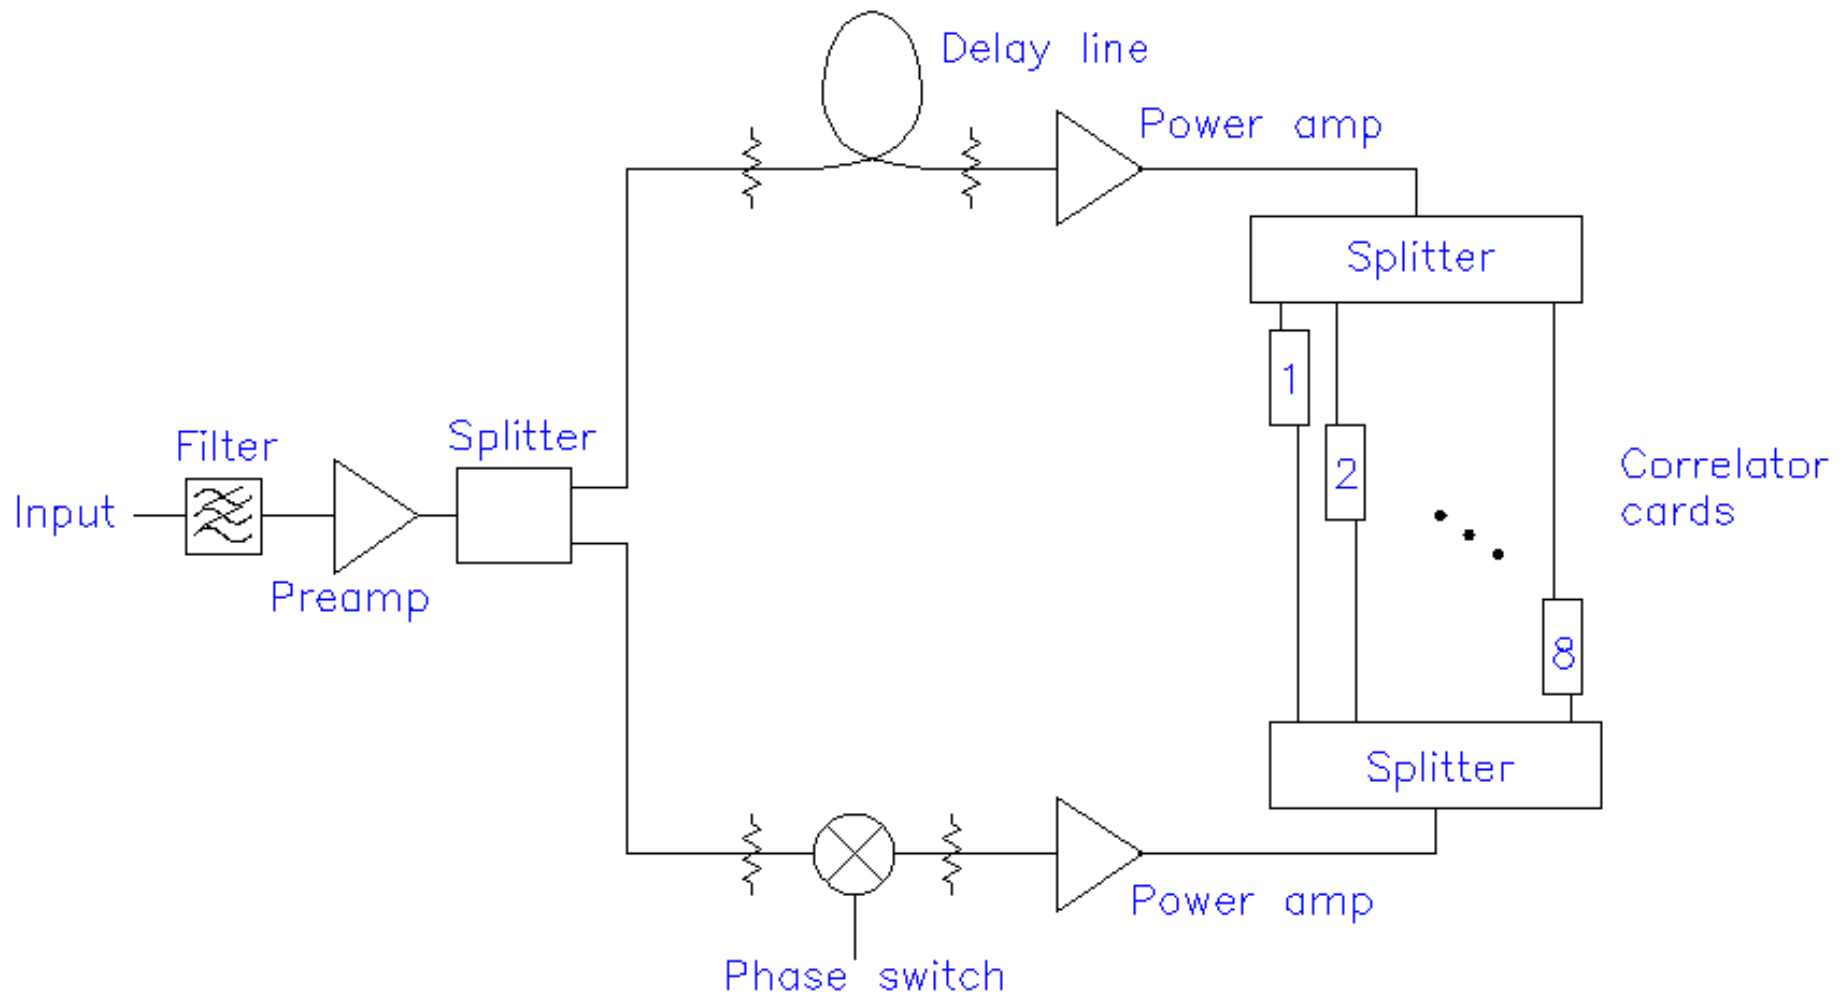 Delay line
Power amp
Splitter
1
Filter
Splitter
2
Correlator
cards
Input
Preamp
8
Splitter
Power amp
Phase switch